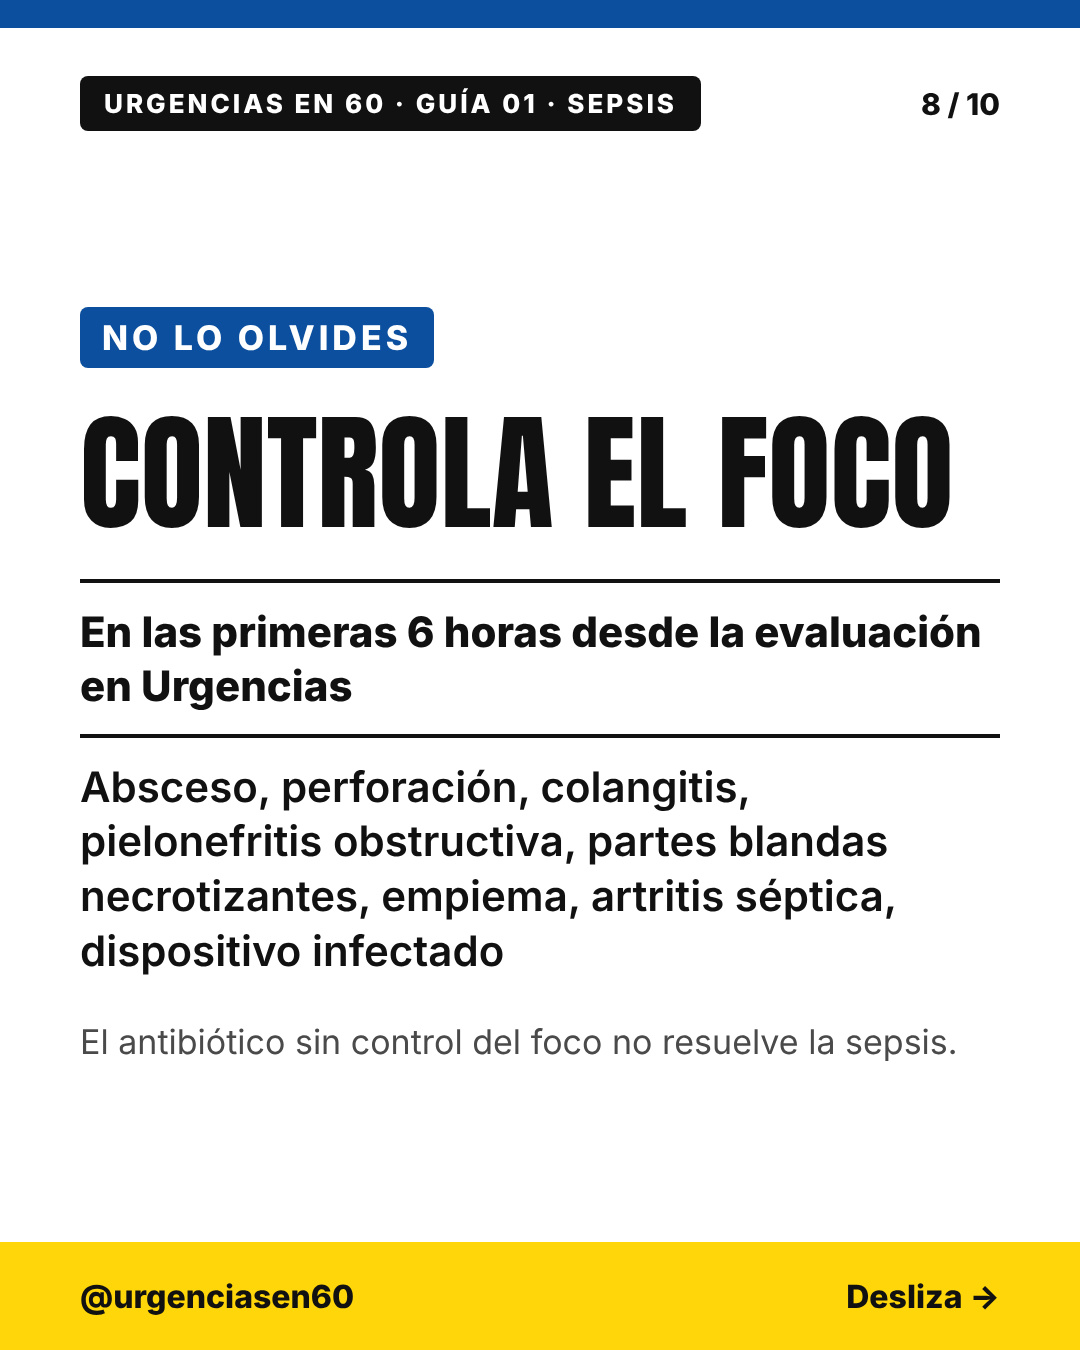 URGENCIAS EN 60 · GUÍA 01 · SEPSIS
8 / 10
NO LO OLVIDES
CONTROLA EL FOCO
En las primeras 6 horas desde la evaluación
en Urgencias
Absceso, perforación, colangitis,
pielonefritis obstructiva, partes blandas
necrotizantes, empiema, artritis séptica,
dispositivo infectado
El antibiótico sin control del foco no resuelve la sepsis.
@urgenciasen60
Desliza →